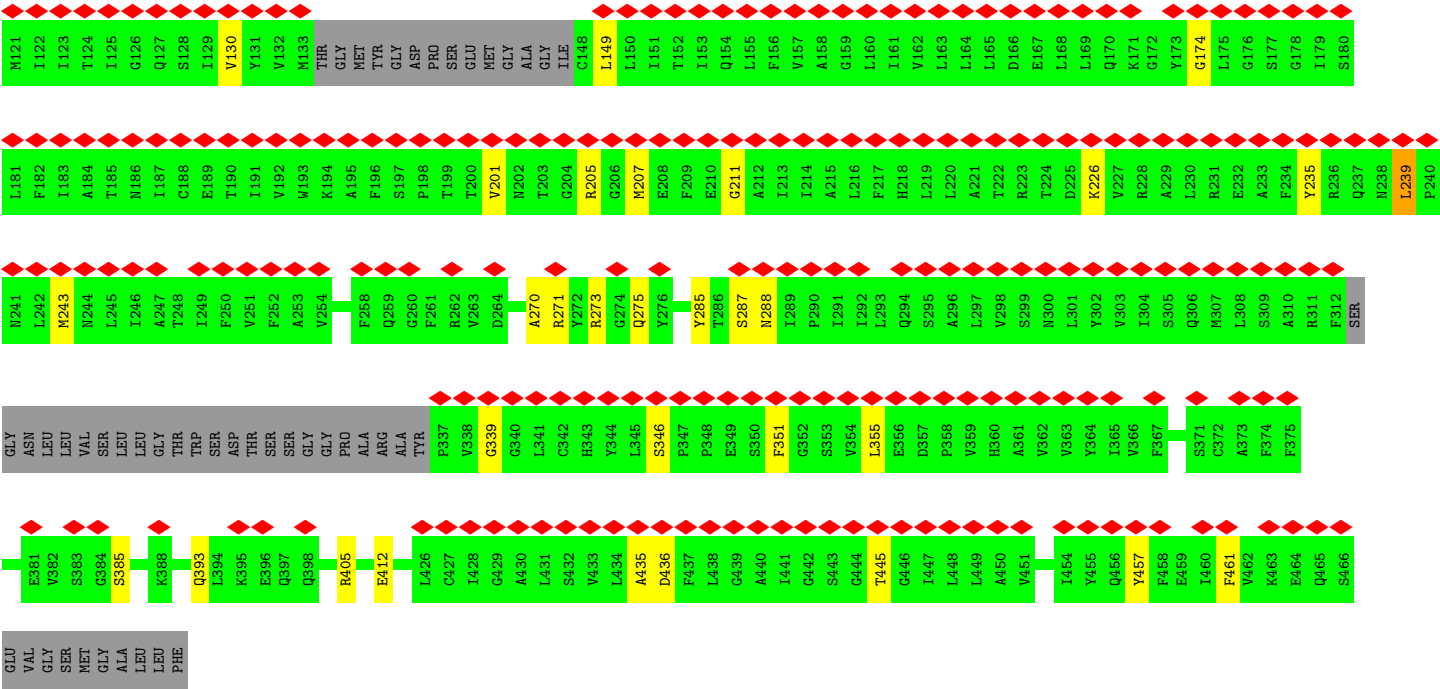 M121 I122 I123 T124 I125 G126 Q127 S128 I129 V130 Y131 V132 M133 THR GLY MET TYR GLY ASP PRO SER GLU MET GLY ALA GLY ILE C148 L149 L150 I151 T152 I153 Q154 L155 F156 V157 A158 G159 L160 I161 V162 L163 L164 L165 D166 E167 L168 L169 Q170 K171 G172 Y173 G174 L175 G176 S177 G178 I179 S180
L181 F182 I183 A184 T185 N186 I187 C188 E189 T190 I191 V192 W193 K194 A195 F196 S197 P198 T199 T200 V201 N202 T203 G204 R205 G206 M207 E208 F209 E210 G211 A212 I213 I214 A215 L216 F217 H218 L219 L220 A221 T222 R223 T224 D225 K226 V227 R228 A229 L230 R231 E232 A233 F234 Y235 R236 Q237 N238 L239 P240
N241 L242 M243 N244 L245 I246 A247 T248 I249 F250 V251 F252 A253 V254 F258 Q259 G260 F261 R262 V263 D264 A270 R271 Y272 R273 G274 Q275 Y276 Y285 T286 S287 N288 I289 P290 I291 I292 L293 Q294 S295 A296 L297 V298 S299 N300 L301 Y302 V303 I304 S305 Q306 M307 L308 S309 A310 R311 F312 SER
GLY ASN LEU LEU VAL SER LEU LEU GLY THR TRP SER ASP THR SER SER GLY GLY PRO ALA ARG ALA TYR P337 V338 G339 G340 L341 C342 H343 Y344 L345 S346 P347 P348 E349 S350 F351 G352 S353 V354 L355 E356 D357 P358 V359 H360 A361 V362 V363 Y364 I365 V366 F367 S371 C372 A373 F374 F375
E381 V382 S383 G384 S385 K388 Q393 L394 K395 E396 Q397 Q398 R405 E412 L426 C427 I428 G429 A430 L431 S432 V433 L434 A435 D436 F437 L438 G439 A440 I441 G442 S443 G444 T445 G446 I447 L448 L449 A450 V451 I454 Y455 Q456 Y457 F458 E459 I460 F461 V462 K463 E464 Q465 S466
GLU VAL GLY SER MET GLY ALA LEU LEU PHE